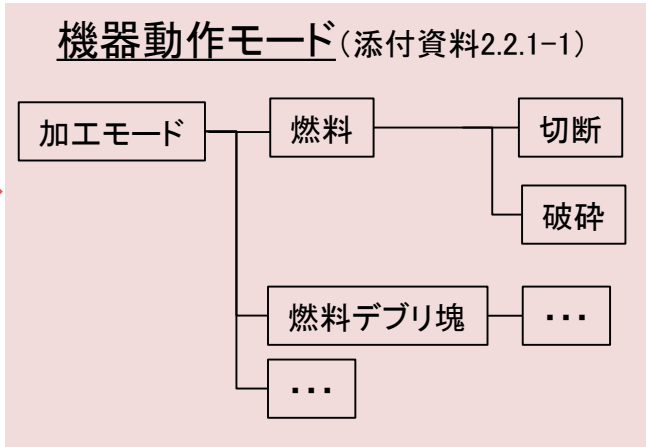 機器動作モード(添付資料2.2.1-1)
加工モード
燃料
切断
破砕
燃料デブリ塊
・・・
・・・